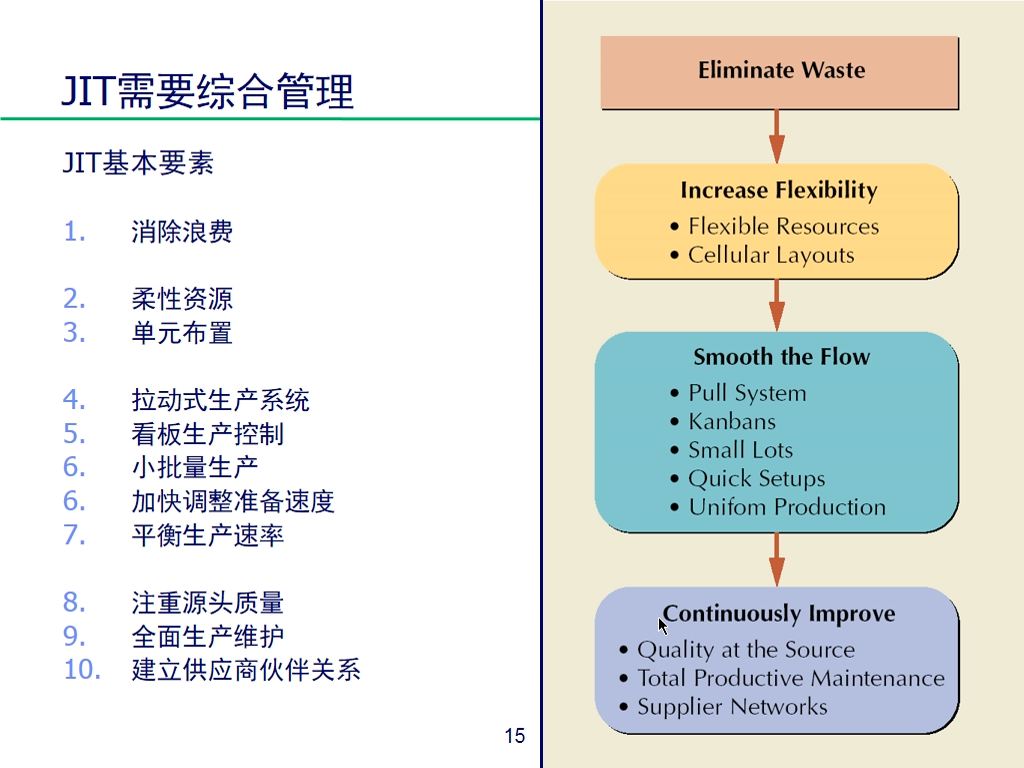 JIT需要综合管理
JIT基本要素
1. 消除浪费
2. 柔性资源
3. 单元布置
4. 拉动式生产系统
5. 看板生产控制
6. 小批量生产
6. 加快调整准备速度
7. 平衡生产速率
8. 注重源头质量
9. 全面生产维护
10. 建立供应商伙伴关系
15
Eliminate Waste
Increase Flexibility
• Flexible Resources
• Cellular Layouts
Smooth the Flow
• Pull System
• Kanbans
• Small Lots
• Quick Setups
• Unifom Production
Continuously Improve
• Quality at the Source
• Total Productive Maintenance
• Supplier Networks